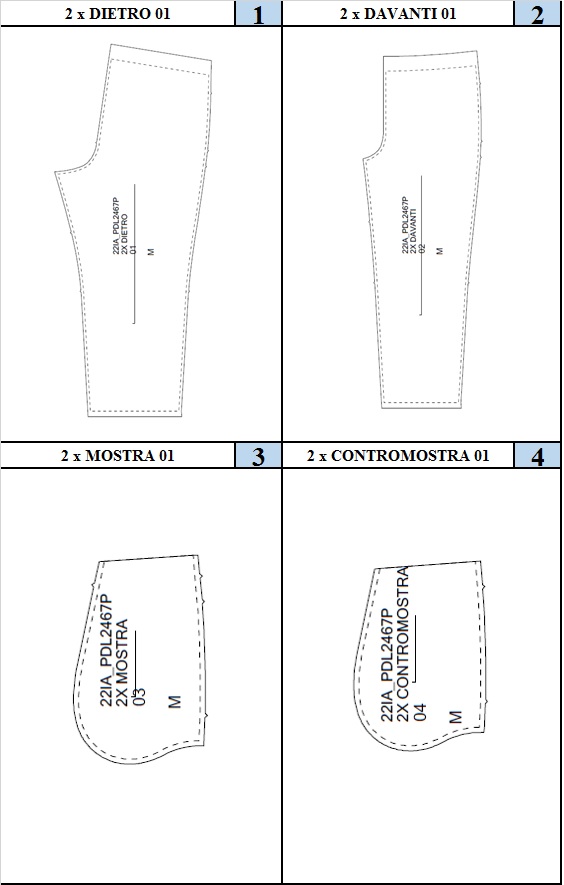 2 x DIETRO 01
1
2 x DAVANTI 01
2
22IA_PDL2467P
2X DIETRO
01
M
22IA_PDL2467P
2X DAVANTI
02
M
2 x MOSTRA 01
3
2 x CONTROMOSTRA 01
4
22IA_PDL2467P
2X MOSTRA
03
M
22IA_PDL2467P
2X CONTROMOSTRA
04
M